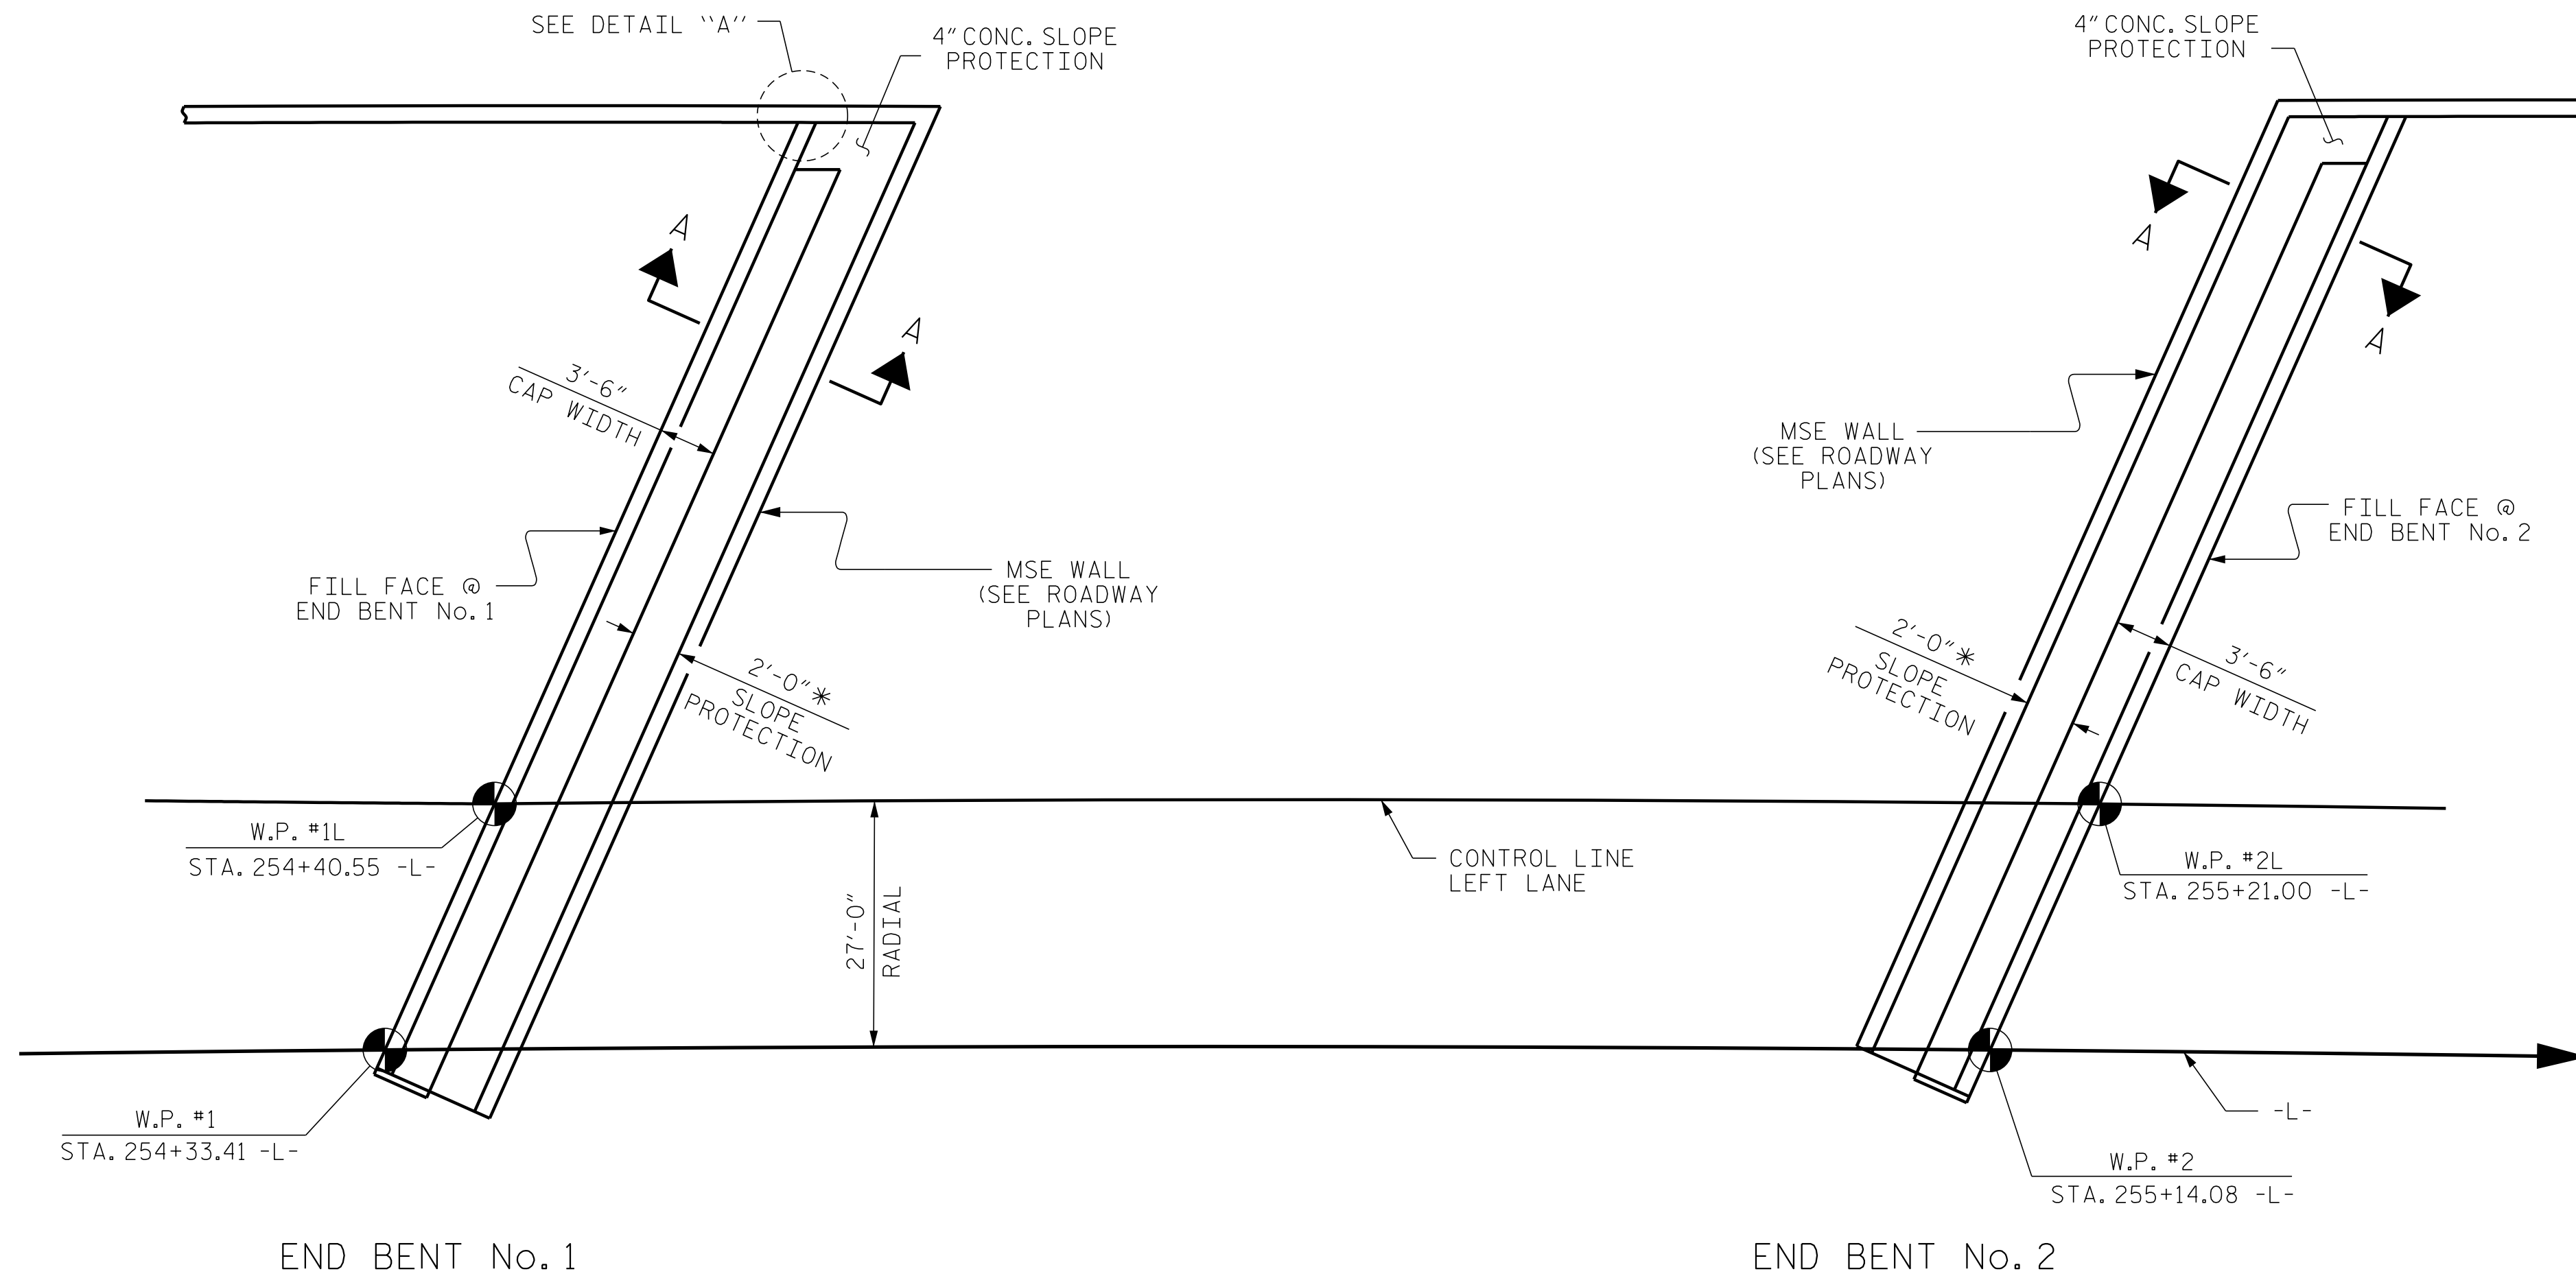 SEE DETAIL ``A''
4" CONC. SLOPE
PROTECTION
4" CONC. SLOPE
PROTECTION
A
A
A
A
3'-6"
CAP WIDTH
MSE WALL
(SEE ROADWAY
PLANS)
FILL FACE @
END BENT No. 2
FILL FACE @
END BENT No. 1
MSE WALL
(SEE ROADWAY
PLANS)
2'-0"*
SLOPE
PROTECTION
2'-0"*
SLOPE
PROTECTION
3'-6"
CAP WIDTH
W.P. #1L
STA. 254+40.55 -L-
27'-0"
RADIAL
CONTROL LINE
LEFT LANE
W.P. #2L
STA. 255+21.00 -L-
W.P. #1
STA. 254+33.41 -L-
-L-
W.P. #2
STA. 255+14.08 -L-
END BENT No. 1
END BENT No. 2